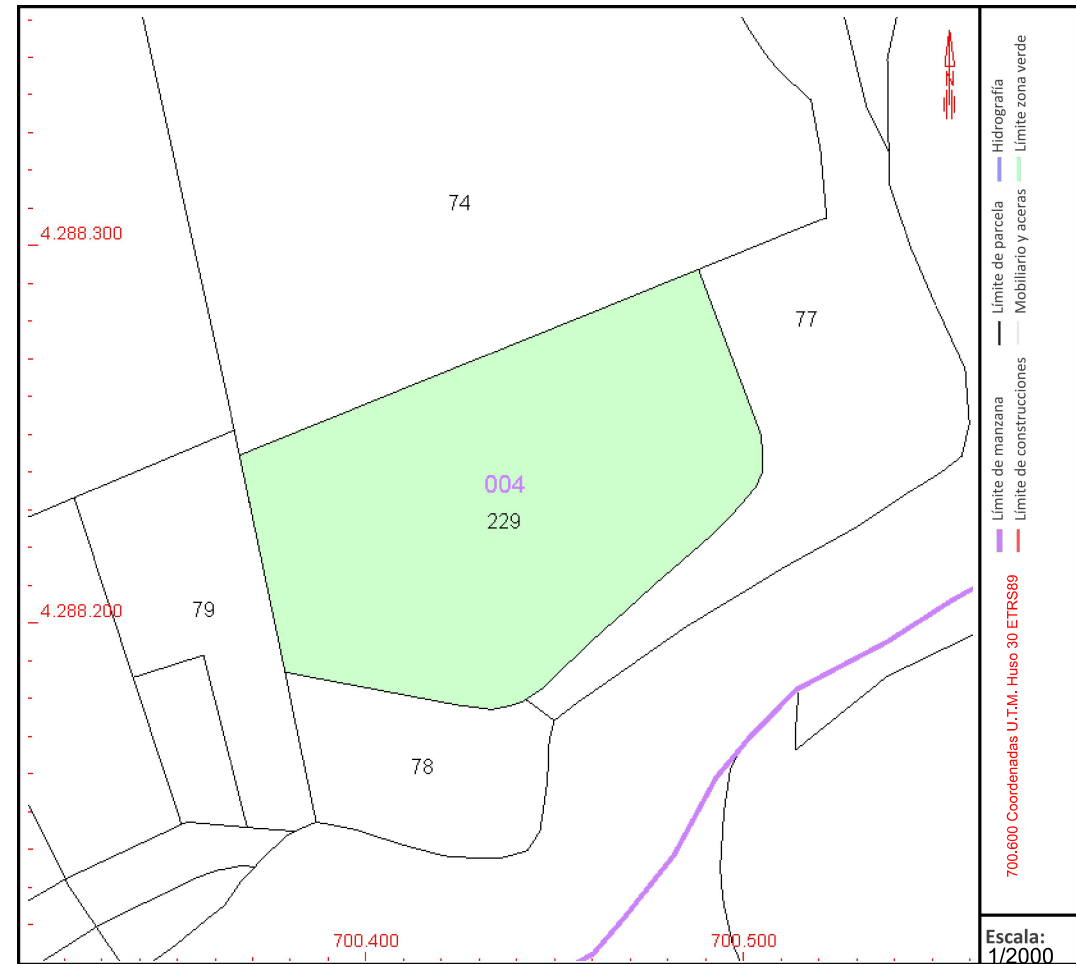 74
4.288.300
77
004
229
4.288.200
79
78
700.400
700.500
N
Hidrografía
Límite zona verde
Límite de parcela
Mobiliario y aceras
Límite de manzana
Límite de construcciones
700.600 Coordenadas U.T.M. Huso 30 ETRS89
Escala:
1/2000